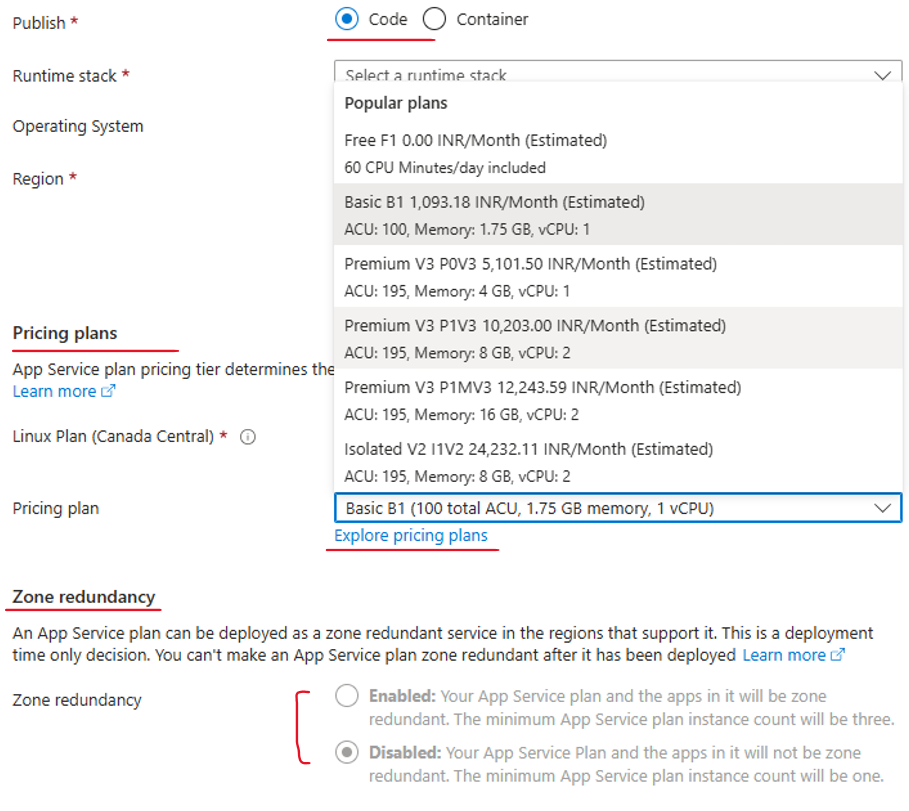 Publish *
Code
Container
Runtime stack *
Select a runtime stack
Operating System
Region *
Popular plans
Free F1 0.00 INR/Month (Estimated)
60 CPU Minutes/day included
Basic B1 1,093.18 INR/Month (Estimated)
ACU: 100, Memory: 1.75 GB, vCPU: 1
Premium V3 P0V3 5,101.50 INR/Month (Estimated)
ACU: 195, Memory: 4 GB, vCPU: 1
Premium V3 P1V3 10,203.00 INR/Month (Estimated)
ACU: 195, Memory: 8 GB, vCPU: 2
Premium V3 P1MV3 12,243.59 INR/Month (Estimated)
ACU: 195, Memory: 16 GB, vCPU: 2
Isolated V2 I1V2 24,232.11 INR/Month (Estimated)
ACU: 195, Memory: 8 GB, vCPU: 2
Pricing plans
App Service plan pricing tier determines the
Learn more
Linux Plan (Canada Central) *
Pricing plan
Basic B1 (100 total ACU, 1.75 GB memory, 1 vCPU)
Explore pricing plans
Zone redundancy
An App Service plan can be deployed as a zone redundant service in the regions that support it. This is a deployment
time only decision. You can't make an App Service plan zone redundant after it has been deployed Learn more
Zone redundancy
Enabled: Your App Service plan and the apps in it will be zone
redundant. The minimum App Service plan instance count will be three.
Disabled: Your App Service Plan and the apps in it will not be zone
redundant. The minimum App Service plan instance count will be one.